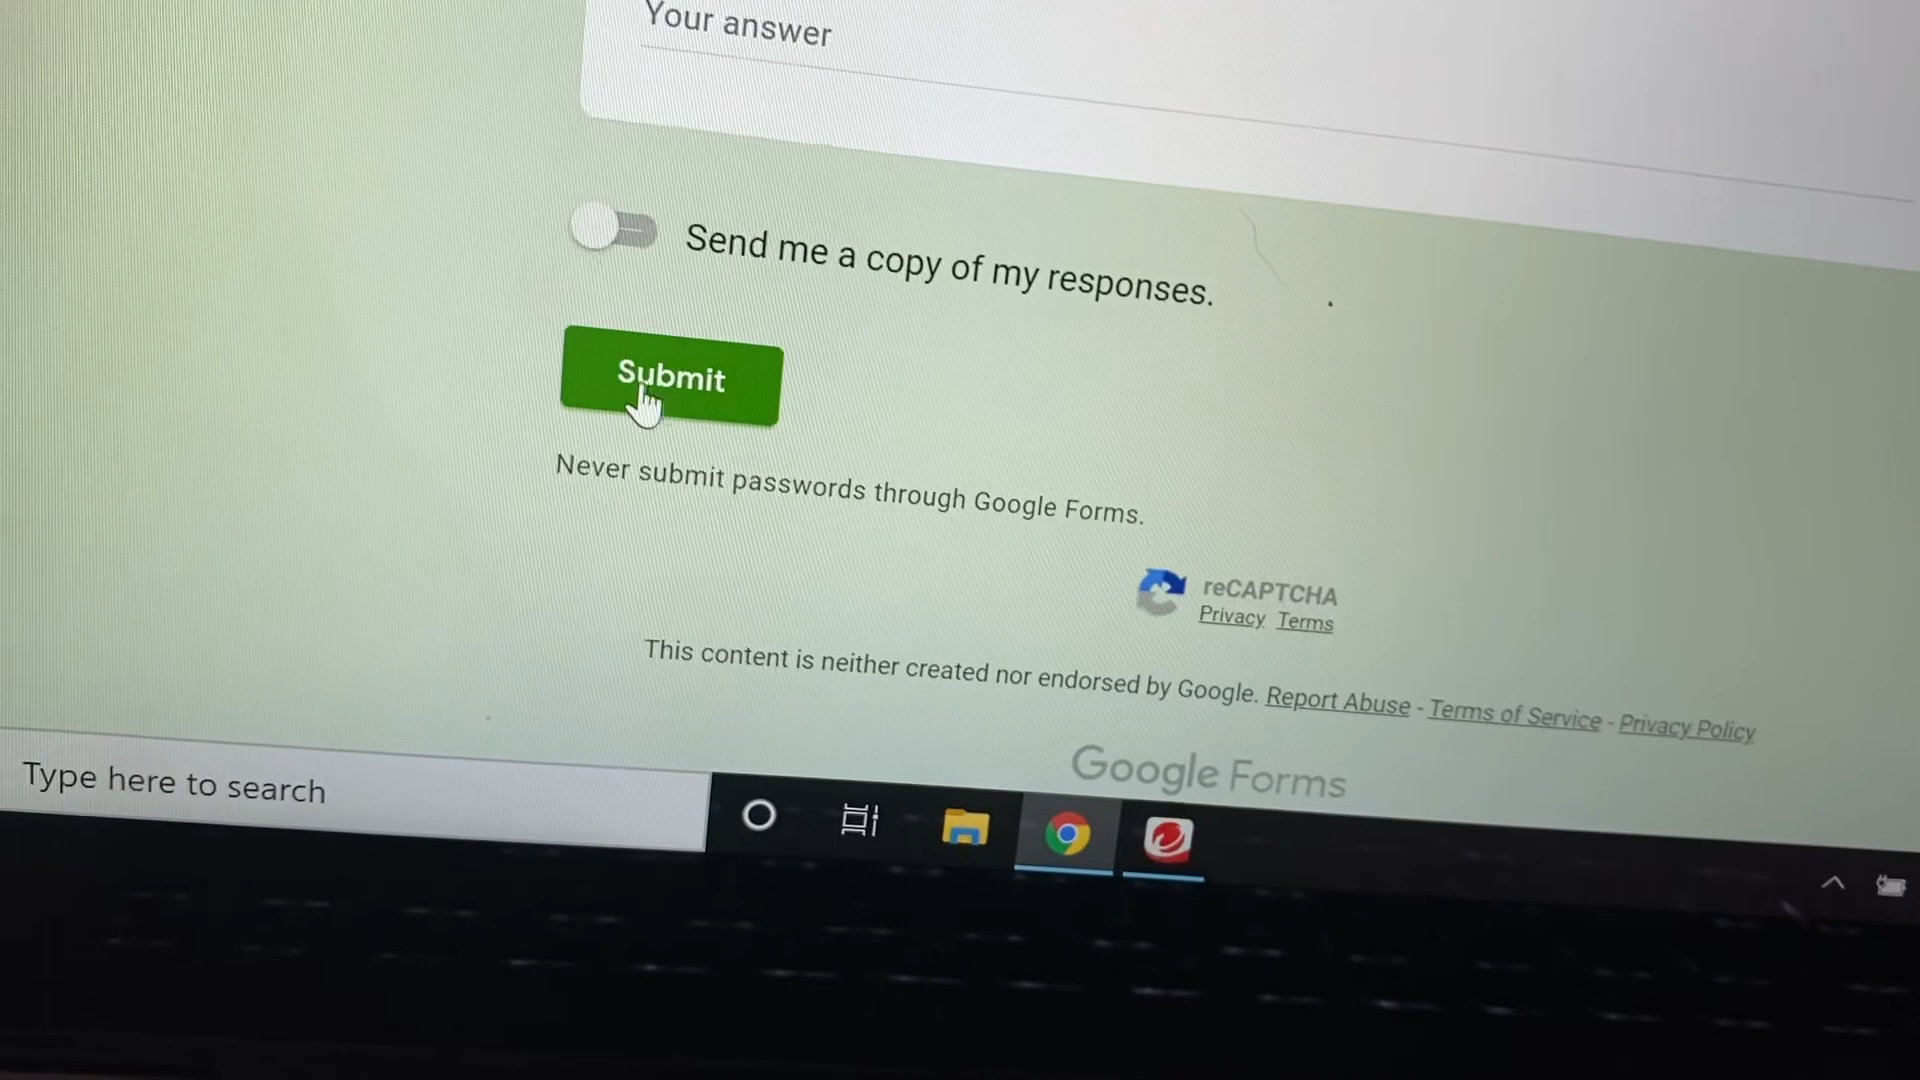 Your answer
Send me a copy of my responses.
Submit
Never submit passwords through Google Forms.
reCAPTCHA
Privacy Terms
This content is neither created nor endorsed by Google. Report Abuse - Terms of Service - Privacy Policy
Google Forms
Type here to search